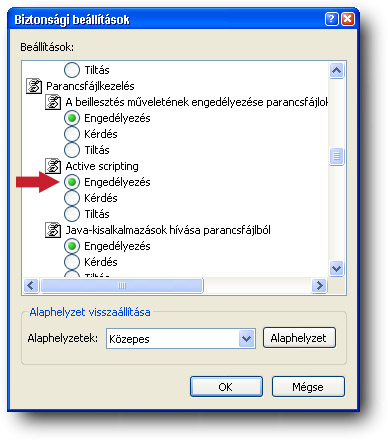 Biztonsági beállítások
Beállítások:
Tiltás
Parancsfájlkezelés
A beillesztés műveletének engedélyezése parancsfájlok
Engedélyezés
Kérdés
Tiltás
Active scripting
Engedélyezés
Kérdés
Tiltás
Java-kisalkalmazások hívása parancsfájlból
Engedélyezés
Kérdés
Tiltás
Alaphelyzet visszaállítása
Alaphelyzetek:
Közepes
Alaphelyzet
OK
Mégse